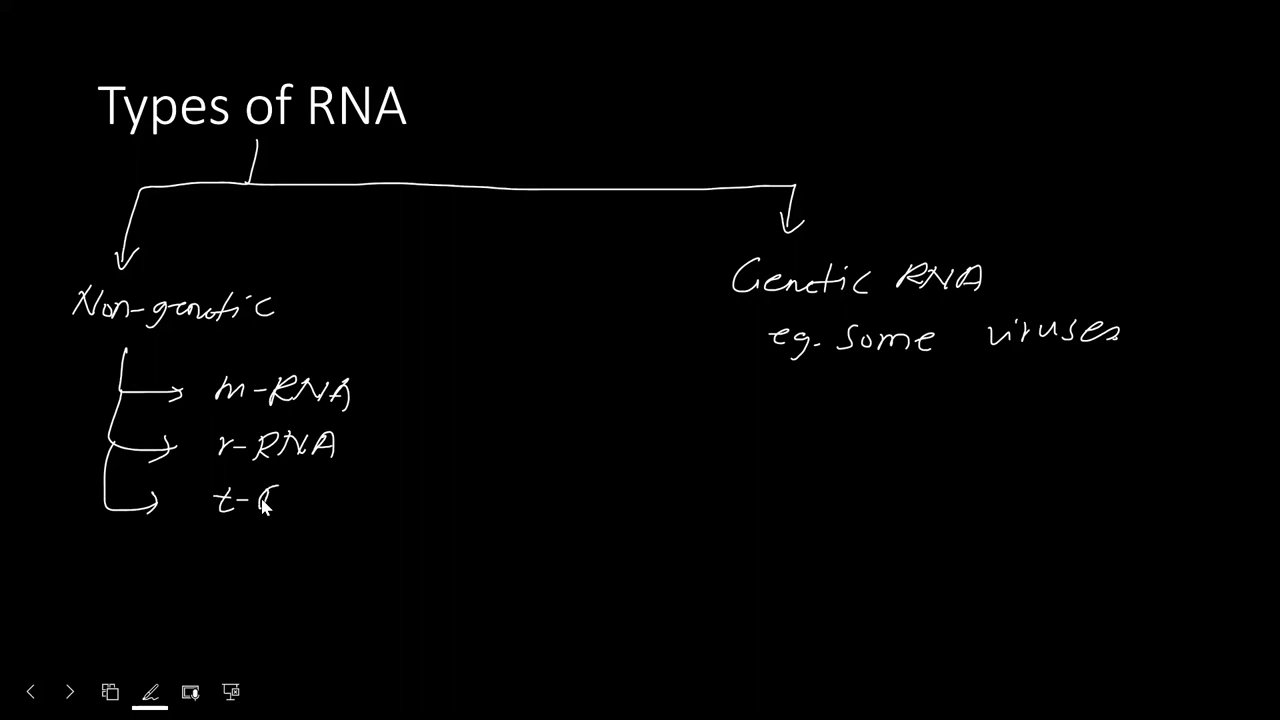 Types of RNA
Non-genetic
m-RNA
r-RNA
t-
Genetic RNA
eg. some viruses